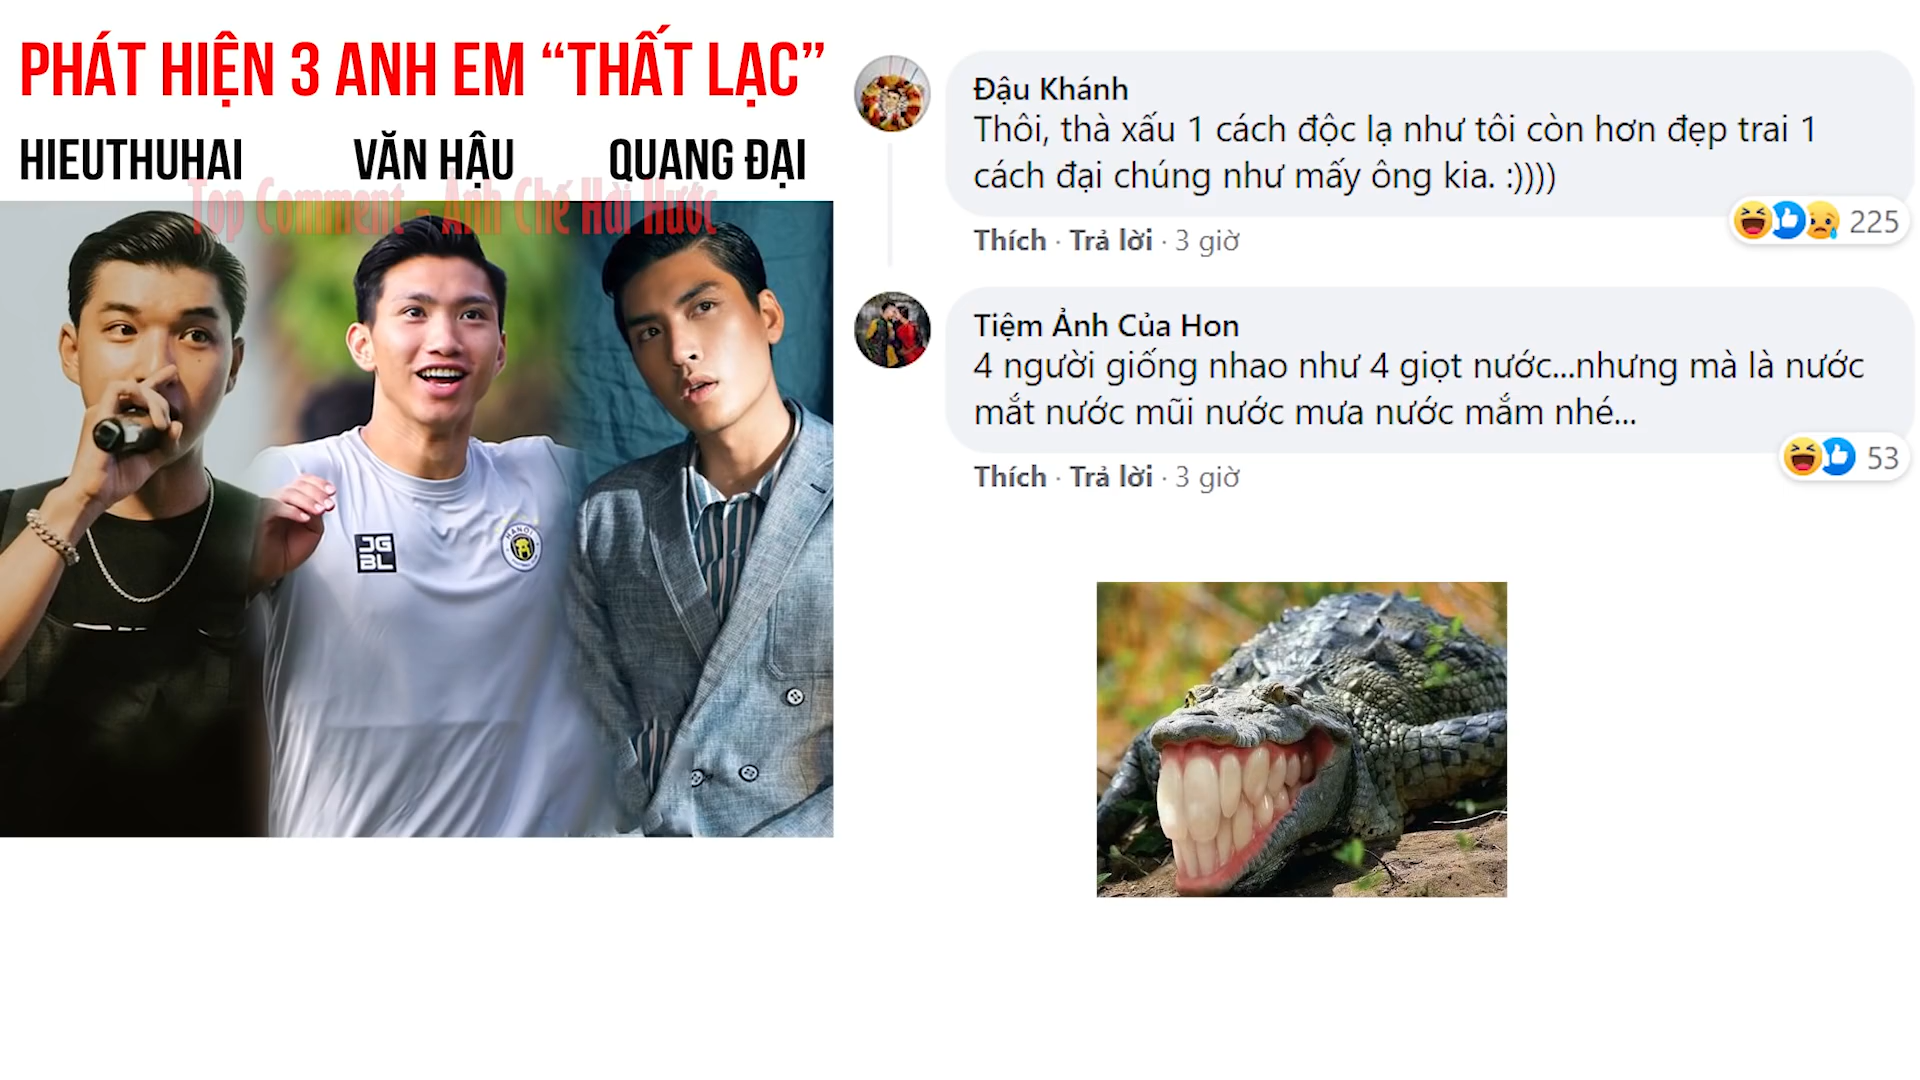 PHÁT HIỆN 3 ANH EM “THẤT LẠC”
HIEUTHUHAI VĂN HẬU QUANG ĐẠI
Top Comment - Ảnh Chế Hài Hước
JG
BL
HANOI
Đậu Khánh
Thôi, thà xấu 1 cách độc lạ như tôi còn hơn đẹp trai 1
cách đại chúng như mấy ông kia. :))))
225
Thích · Trả lời · 3 giờ
Tiệm Ảnh Của Hon
4 người giống nhao như 4 giọt nước...nhưng mà là nước
mắt nước mũi nước mưa nước mắm nhé...
53
Thích · Trả lời · 3 giờ